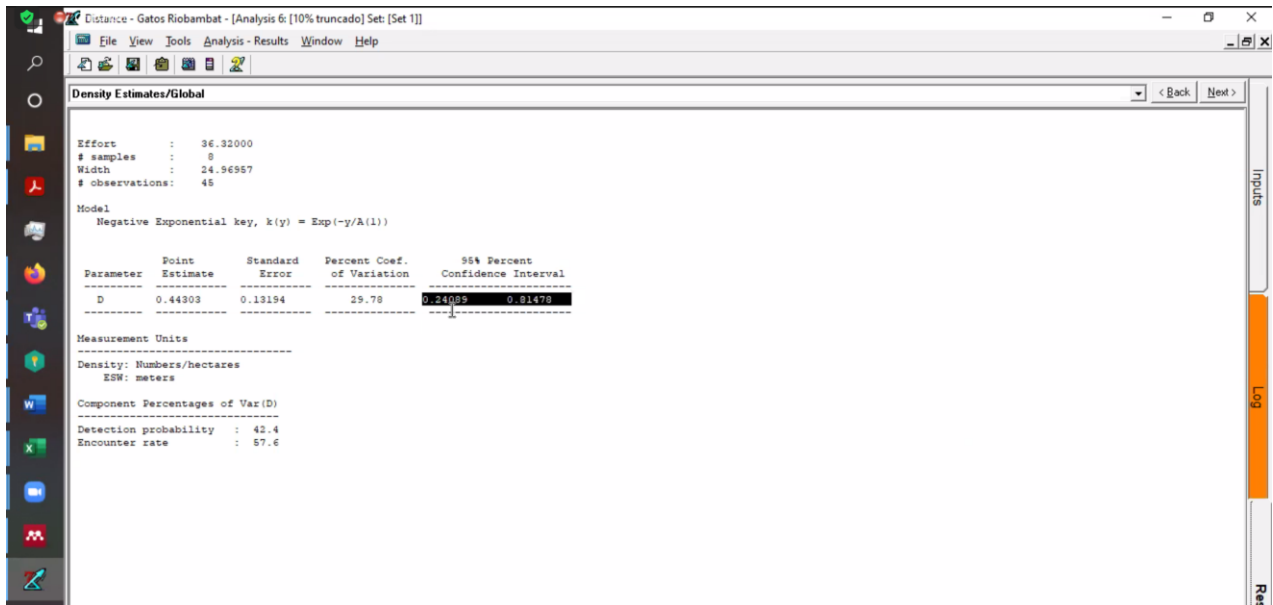 Distance - Gatos Riobambat - [Analysis 6: [10% truncado] Set: [Set 1]]
File View Tools Analysis - Results Window Help
Density Estimates/Global
< Back Next >
Effort : 36.32000
# samples : 8
Width : 24.96957
# observations: 45
Model
Negative Exponential key, k(y) = Exp(-y/A(1))
Point Standard Percent Coef. 95% Percent
Parameter Estimate Error of Variation Confidence Interval
D 0.44303 0.13194 29.78 0.24089 0.81478
Measurement Units
Density: Numbers/hectares
ESW: meters
Component Percentages of Var(D)
Detection probability : 42.4
Encounter rate : 57.6
Inputs
Log
Res